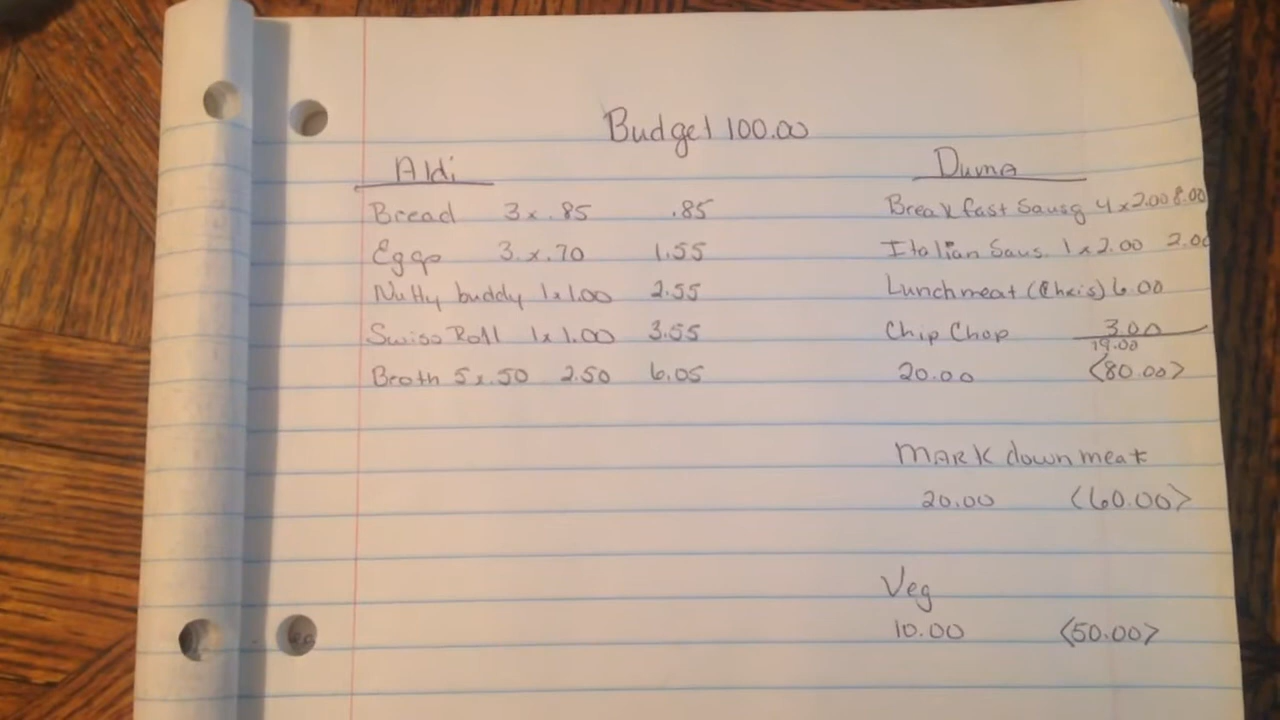 Budget 100.00
Aldi
Bread 3x.85 .85
Eggs 3.x.70 1.55
Nutty buddy 1x1.00 2.55
Swiss Roll 1x1.00 3.55
Broth 5x.50 2.50 6.05
Duma
Breakfast Sausg 4x2.00 8.00
Italian Saus. 1x2.00 2.00
Lunchmeat (Chris) 6.00
Chip Chop 3.00
19.00
20.00 <80.00>
MARK down meat
20.00 <60.00>
Veg
10.00 <50.00>